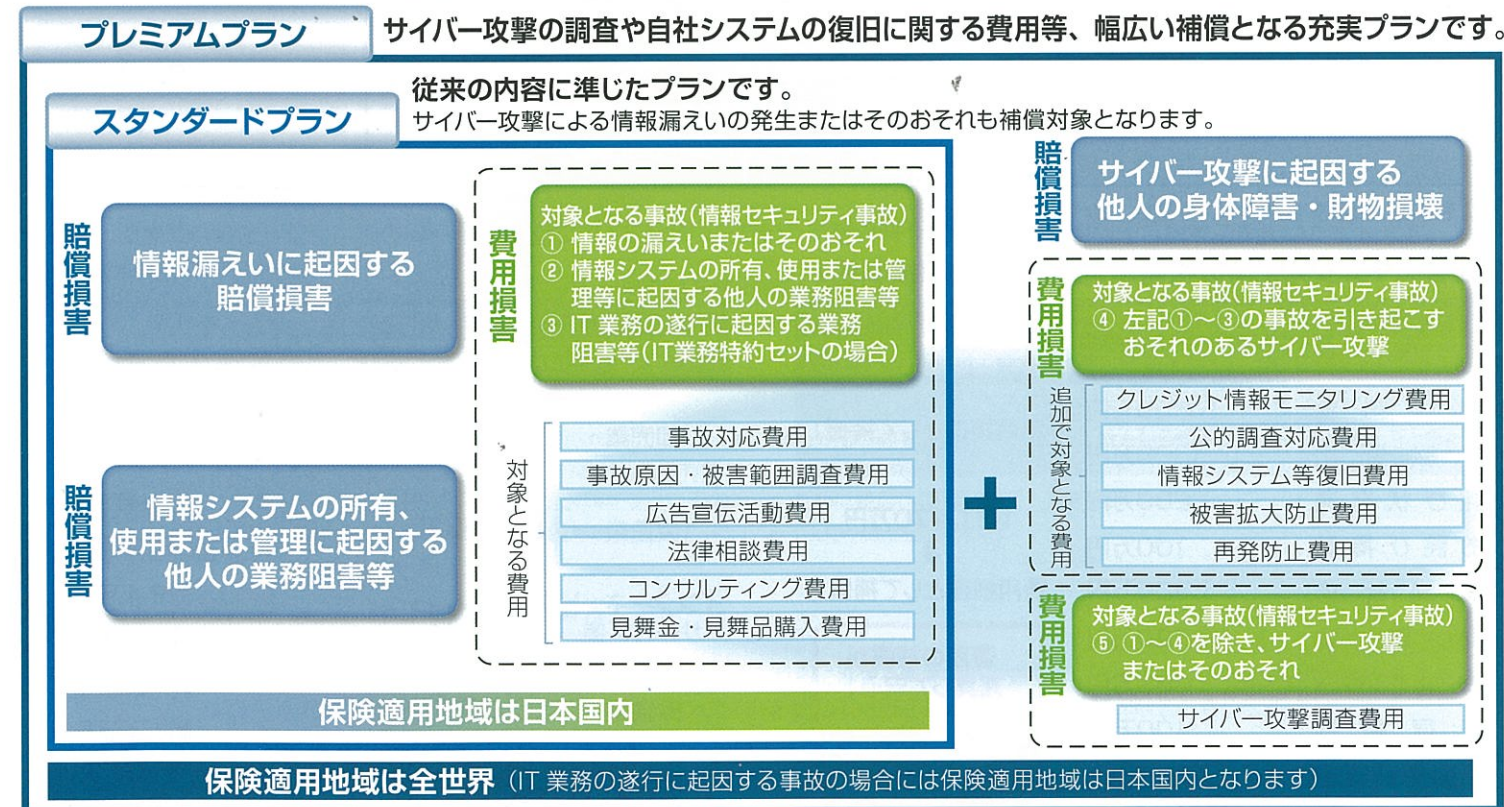 プレミアムプラン
サイバー攻撃の調査や自社システムの復旧に関する費用等、幅広い補償となる充実プランです。
スタンダードプラン
従来の内容に準じたプランです。
サイバー攻撃による情報漏えいの発生またはそのおそれも補償対象となります。
賠償損害
情報漏えいに起因する
賠償損害
賠償損害
情報システムの所有、
使用または管理に起因する
他人の業務阻害等
費用損害
対象となる事故(情報セキュリティ事故)
① 情報の漏えいまたはそのおそれ
② 情報システムの所有、使用または管
理等に起因する他人の業務阻害等
③ IT 業務の遂行に起因する業務
阻害等(IT業務特約セットの場合)
対象となる費用
事故対応費用
事故原因・被害範囲調査費用
広告宣伝活動費用
法律相談費用
コンサルティング費用
見舞金・見舞品購入費用
保険適用地域は日本国内
+
賠償損害
サイバー攻撃に起因する
他人の身体障害・財物損壊
費用損害
対象となる事故(情報セキュリティ事故)
④ 左記①〜③の事故を引き起こす
おそれのあるサイバー攻撃
追加で対象となる費用
クレジット情報モニタリング費用
公的調査対応費用
情報システム等復旧費用
被害拡大防止費用
再発防止費用
費用損害
対象となる事故(情報セキュリティ事故)
⑤ ①〜④を除き、サイバー攻撃
またはそのおそれ
サイバー攻撃調査費用
保険適用地域は全世界(IT 業務の遂行に起因する事故の場合には保険適用地域は日本国内となります)